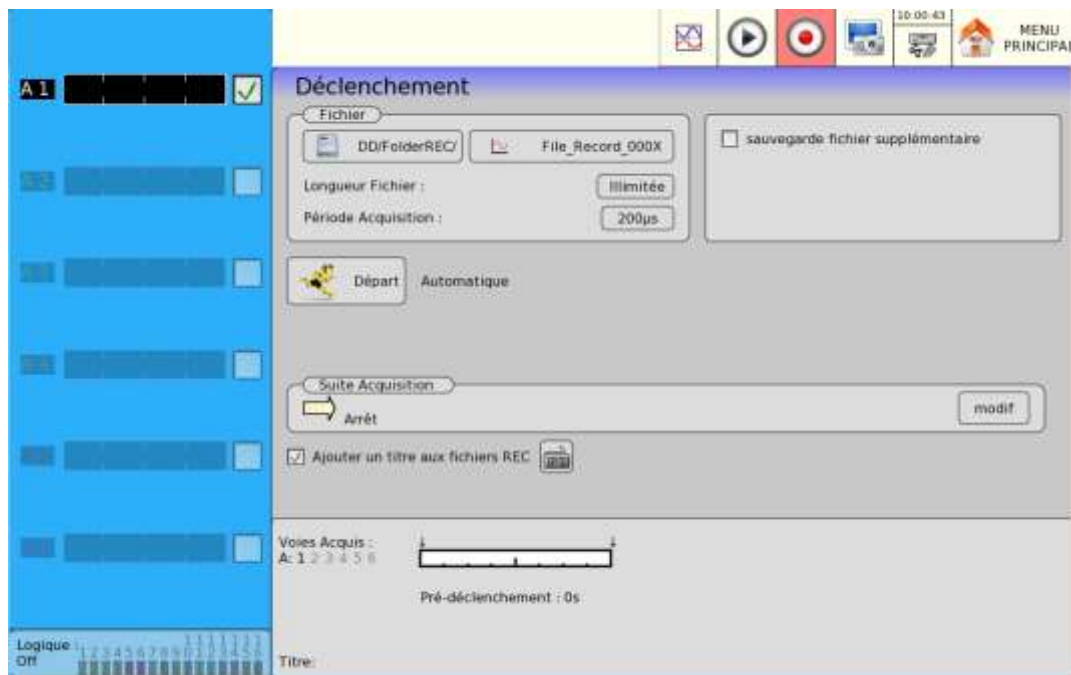 10:00:43
MENU
PRINCIPA
A 1
Déclenchement
Fichier
DD/FolderREC/
File_Record_000X
sauvegarde fichier supplémentaire
Longueur Fichier :
Illimitée
Période Acquisition :
200µs
Départ
Automatique
Suite Acquisition
Arrêt
modif
Ajouter un titre aux fichiers REC
Voies Acquis :
A: 1 2 3 4 5 6
Pré-déclenchement : 0s
Logique :
Off
Titre: